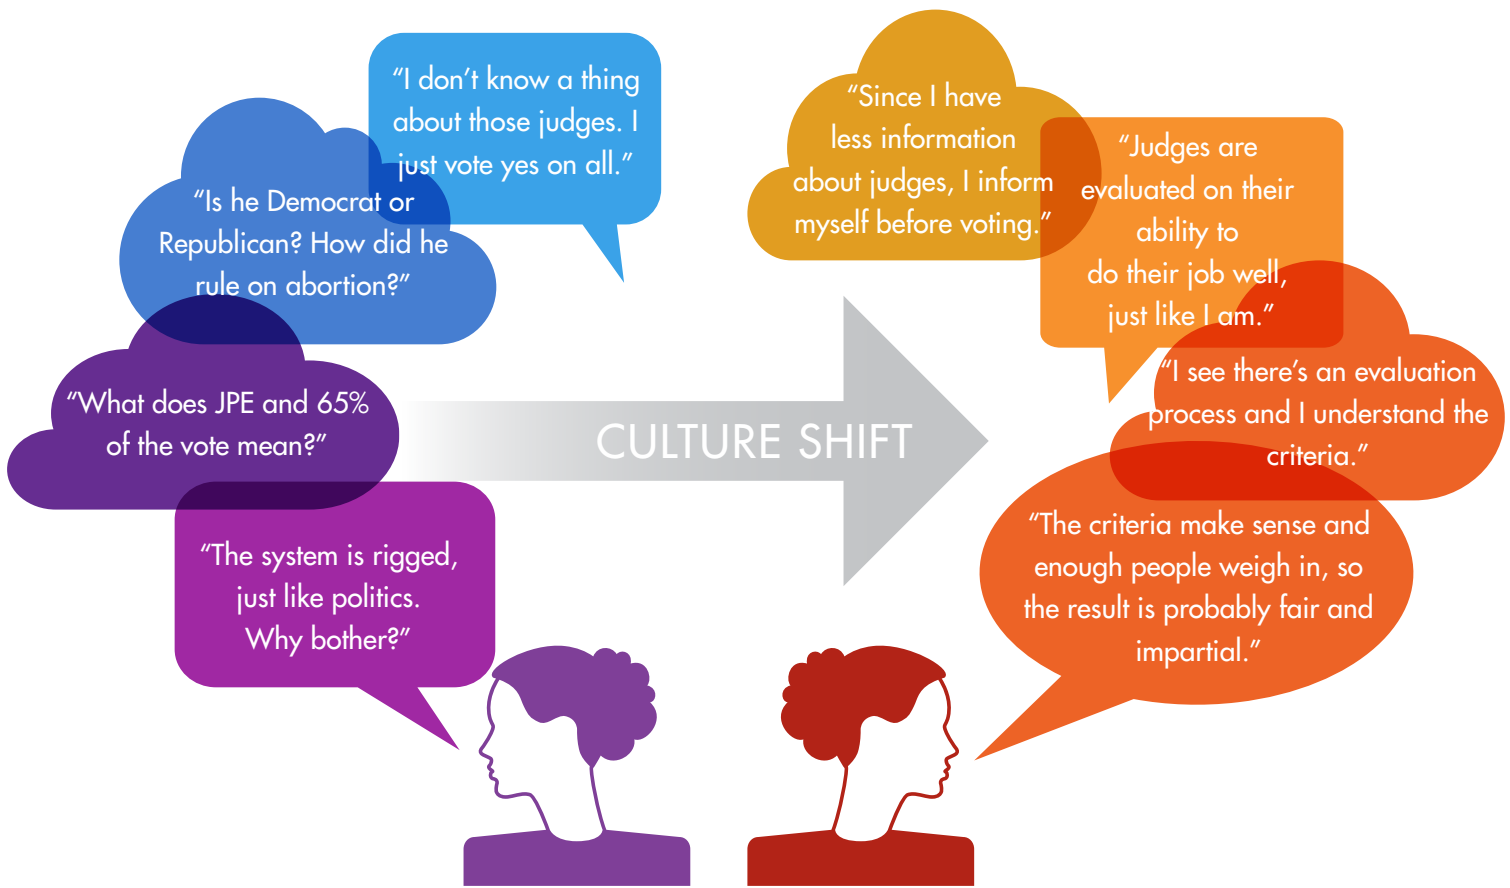 “I don’t know a thing
about those judges. I
just vote yes on all.”
“Is he Democrat or
Republican? How did he
rule on abortion?”
“What does JPE and 65%
of the vote mean?”
“The system is rigged,
just like politics.
Why bother?”
CULTURE SHIFT
“Since I have
less information
about judges, I inform
myself before voting.”
“Judges are
evaluated on their
ability to
do their job well,
just like I am.”
“I see there’s an evaluation
process and I understand the
criteria.”
“The criteria make sense and
enough people weigh in, so
the result is probably fair and
impartial.”